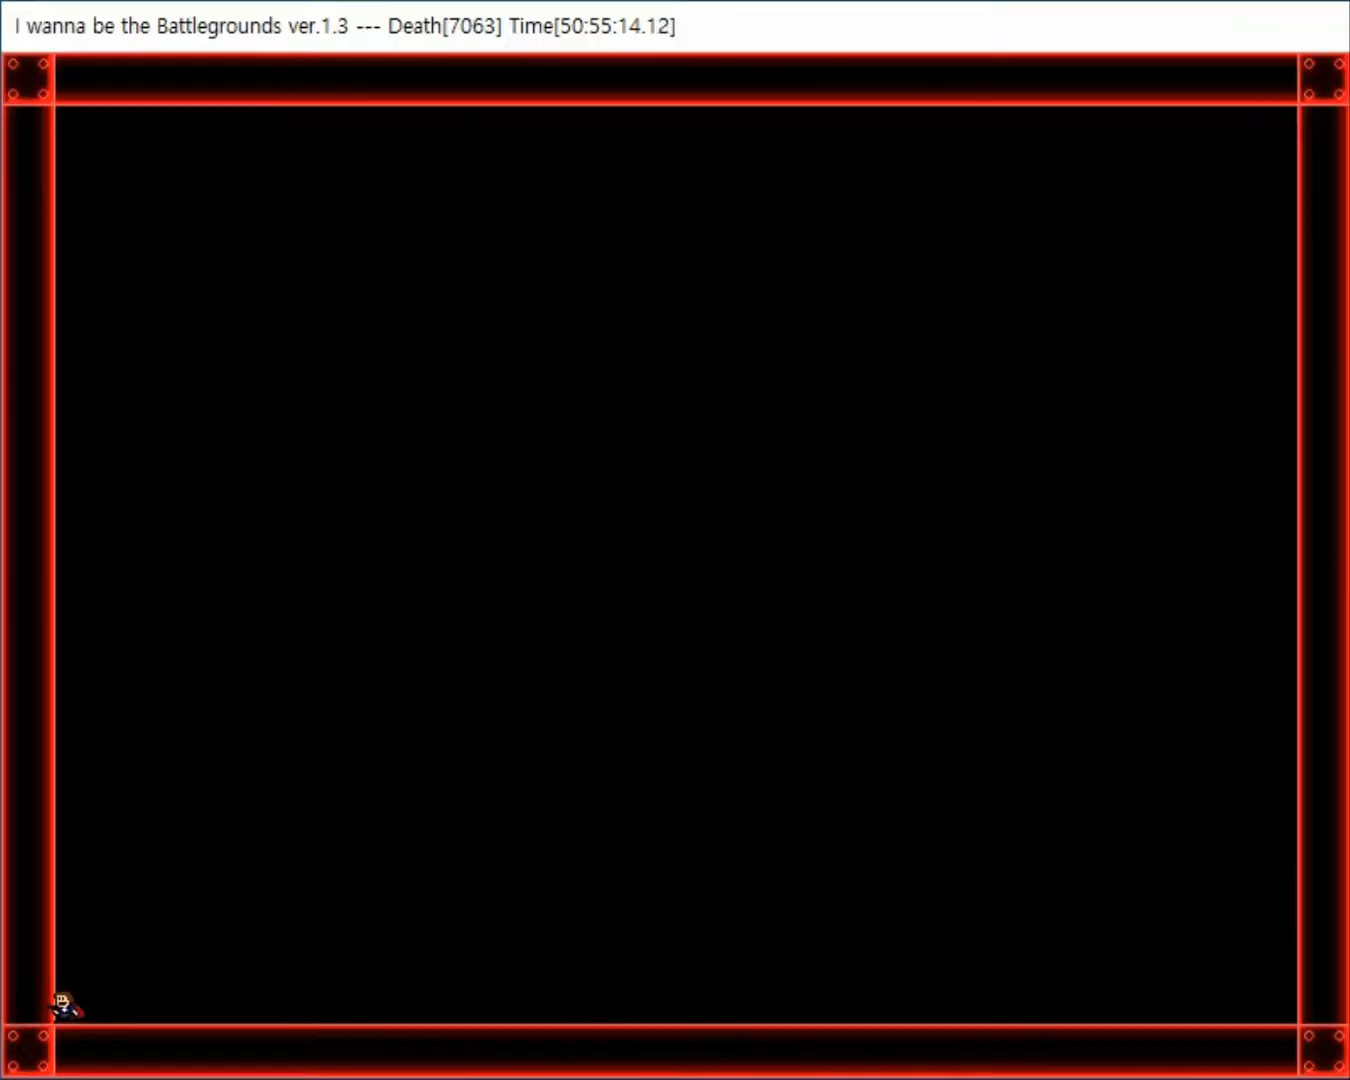 I wanna be the Battlegrounds ver.1.3 --- Death[7063] Time[50:55:14.12]